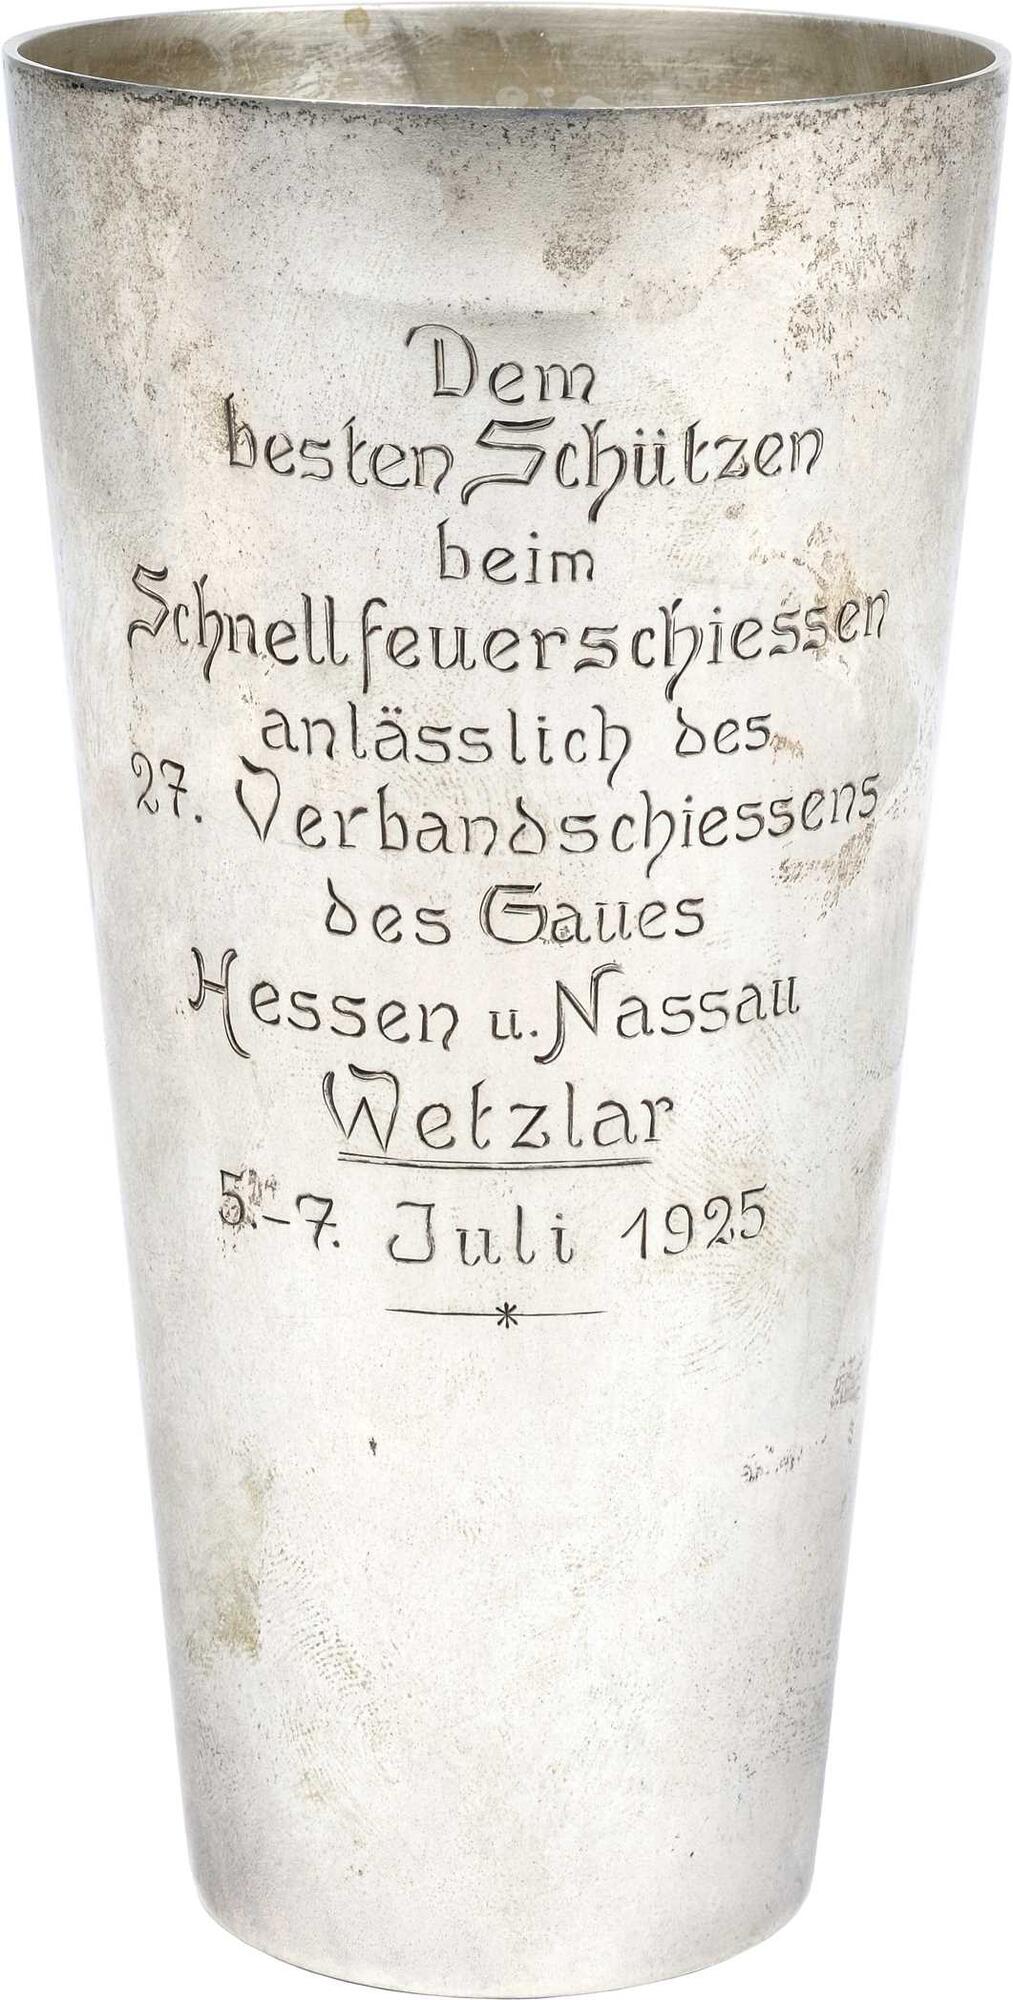 Dem
besten Schützen
beim
Schnellfeuerschiessen
anlässlich des
27. Verbandschiessens
des Gaues
Hessen u. Nassau
Wetzlar
5.-7. Juli 1925